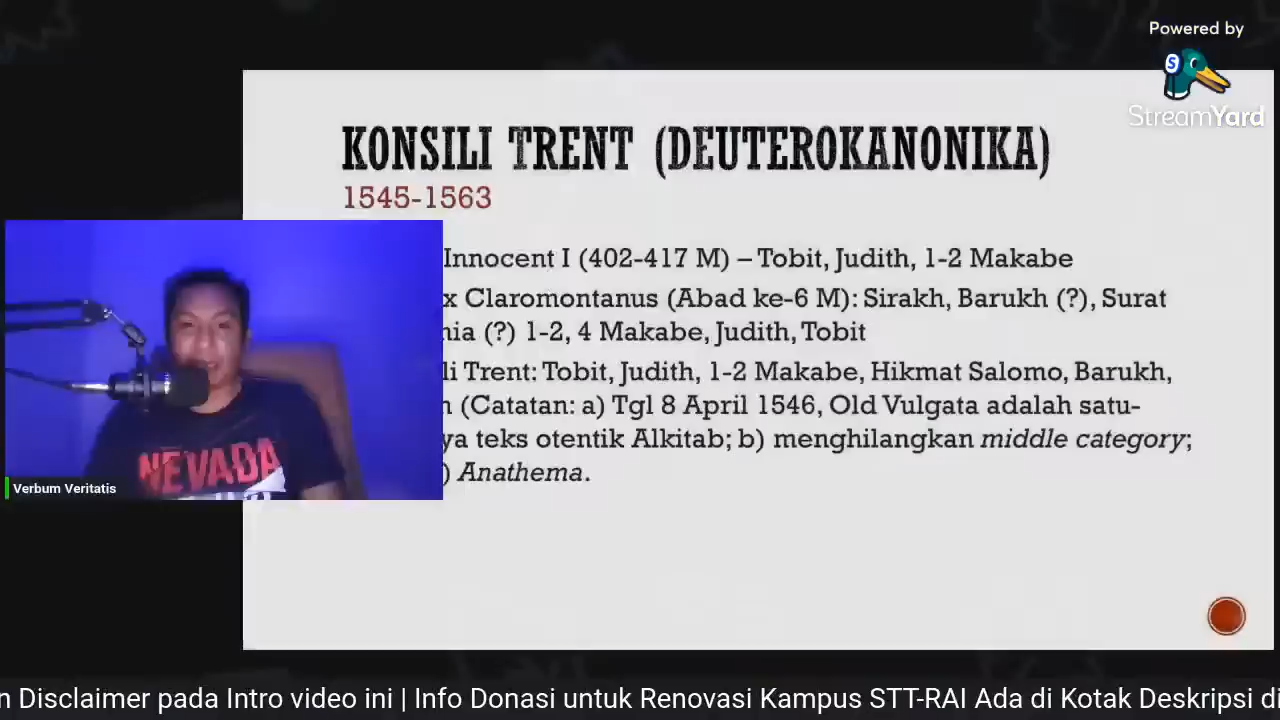 Powered by
StreamYard
KONSILI TRENT (DEUTEROKANONIKA)
1545-1563
Innocent I (402-417 M) – Tobit, Judith, 1-2 Makabe
x Claromontanus (Abad ke-6 M): Sirakh, Barukh (?), Surat
nia (?) 1-2, 4 Makabe, Judith, Tobit
li Trent: Tobit, Judith, 1-2 Makabe, Hikmat Salomo, Barukh,
(Catatan: a) Tgl 8 April 1546, Old Vulgata adalah satu-
ya teks otentik Alkitab; b) menghilangkan middle category;
) Anathema.
NEVADA
Verbum Veritatis
n Disclaimer pada Intro video ini | Info Donasi untuk Renovasi Kampus STT-RAI Ada di Kotak Deskripsi di